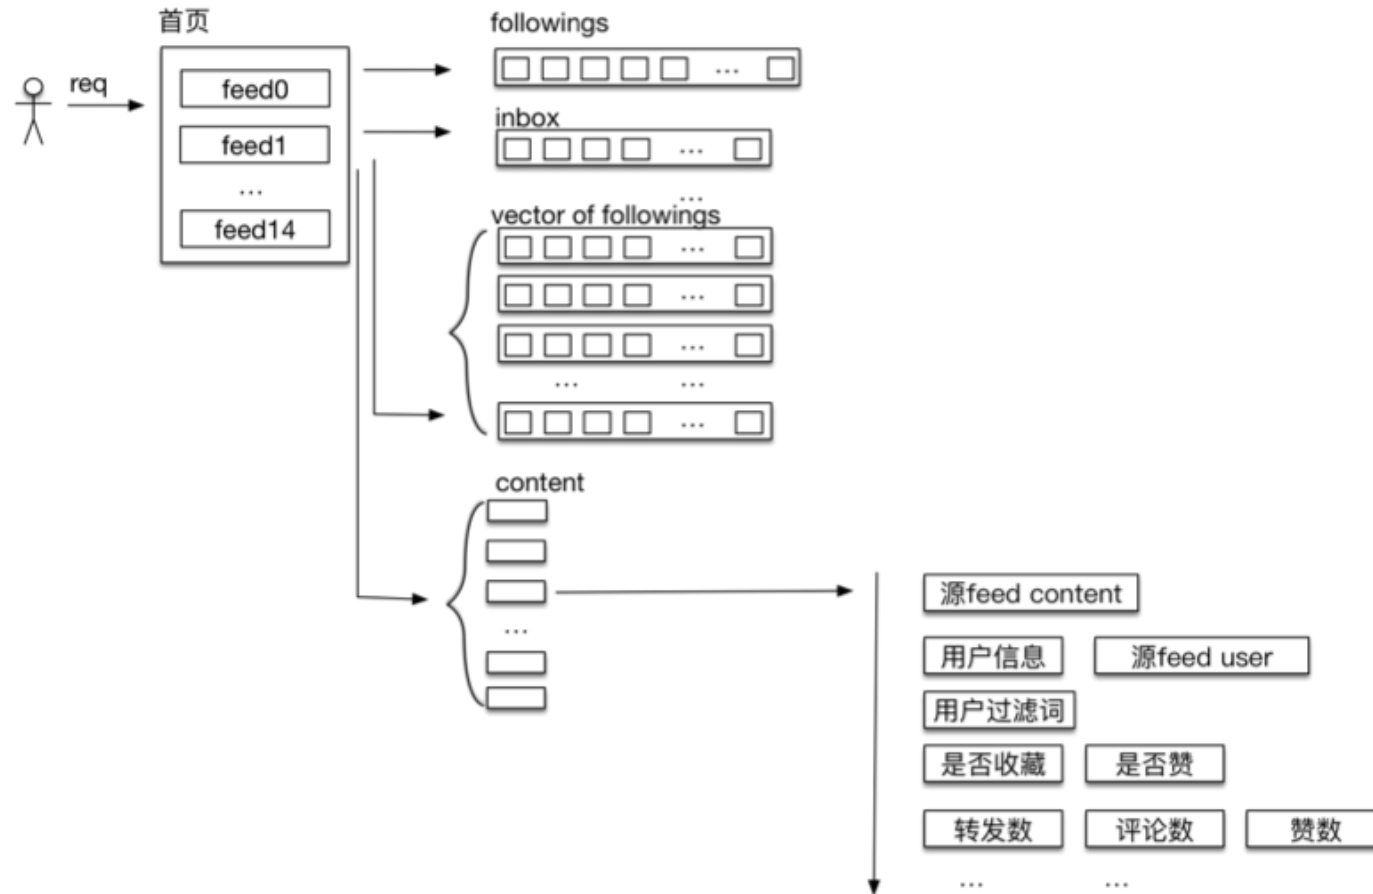 首页
req
feed0
feed1
...
feed14
followings
...
inbox
...
...
vector of followings
...
...
...
... ...
...
content
...
源feed content
用户信息 源feed user
用户过滤词
是否收藏 是否赞
转发数 评论数 赞数
... ...